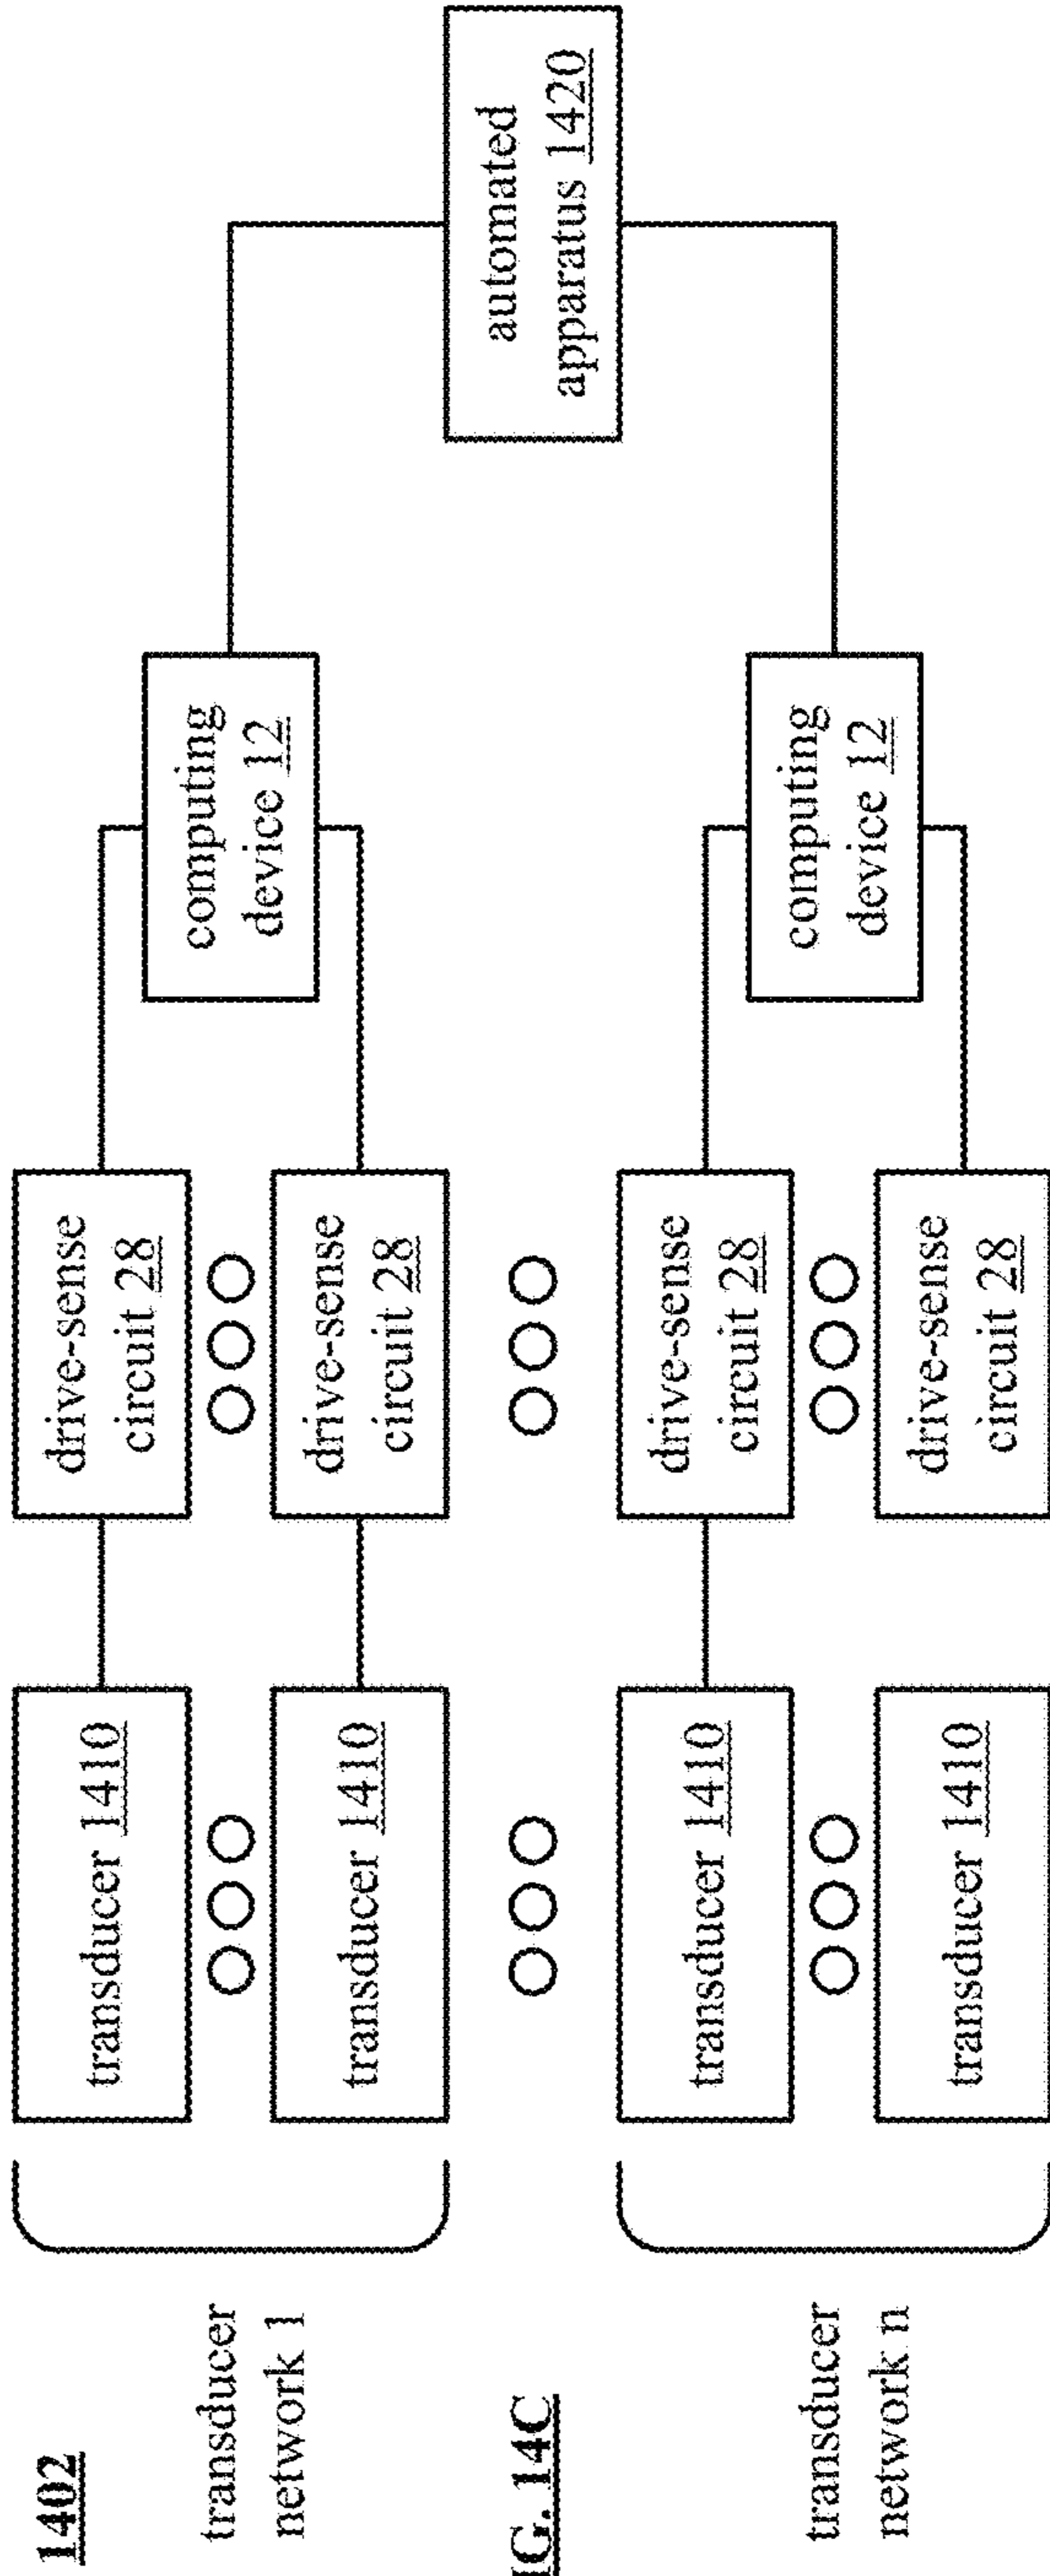 1402
transducer
network 1
transducer 1410
transducer 1410
drive-sense
circuit 28
drive-sense
circuit 28
computing
device 12
automated
apparatus 1420
IG. 14C
transducer
network n
transducer 1410
transducer 1410
drive-sense
circuit 28
drive-sense
circuit 28
computing
device 12